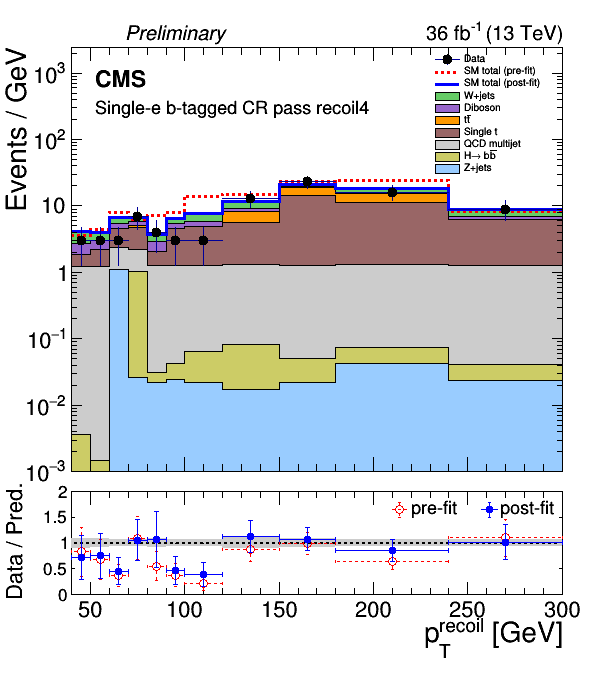 Preliminary 36 fb⁻¹ (13 TeV)
CMS
Single-e b-tagged CR pass recoil4
Data
SM total (pre-fit)
SM total (post-fit)
W+jets
Diboson
tt̅
Single t
QCD multijet
H→ bb̅
Z+jets
Events / GeV
10³
10²
10
1
10⁻¹
10⁻²
10⁻³
pre-fit post-fit
Data / Pred.
2
1.5
1
0.5
0
50 100 150 200 250 300
p_T^recoil [GeV]